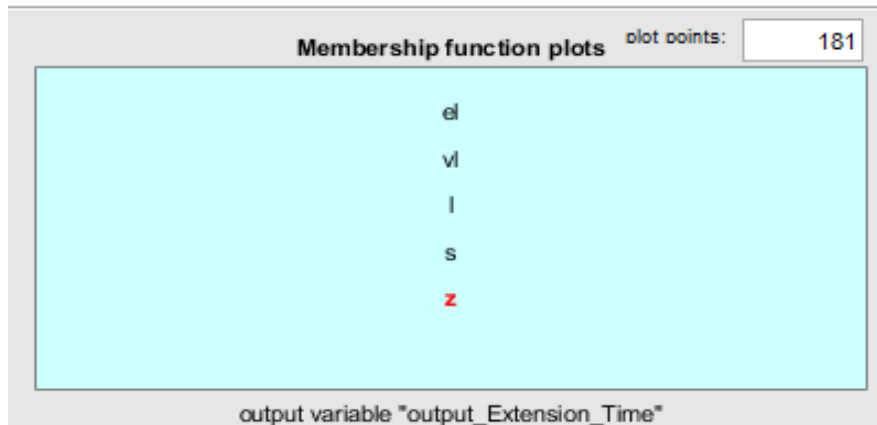 Membership function plots plot points: 181
el
vl
l
s
z
output variable "output_Extension_Time"